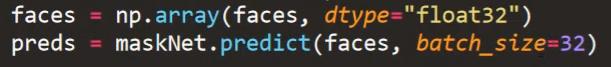 faces = np.array(faces, dtype="float32")
preds = maskNet.predict(faces, batch_size=32)